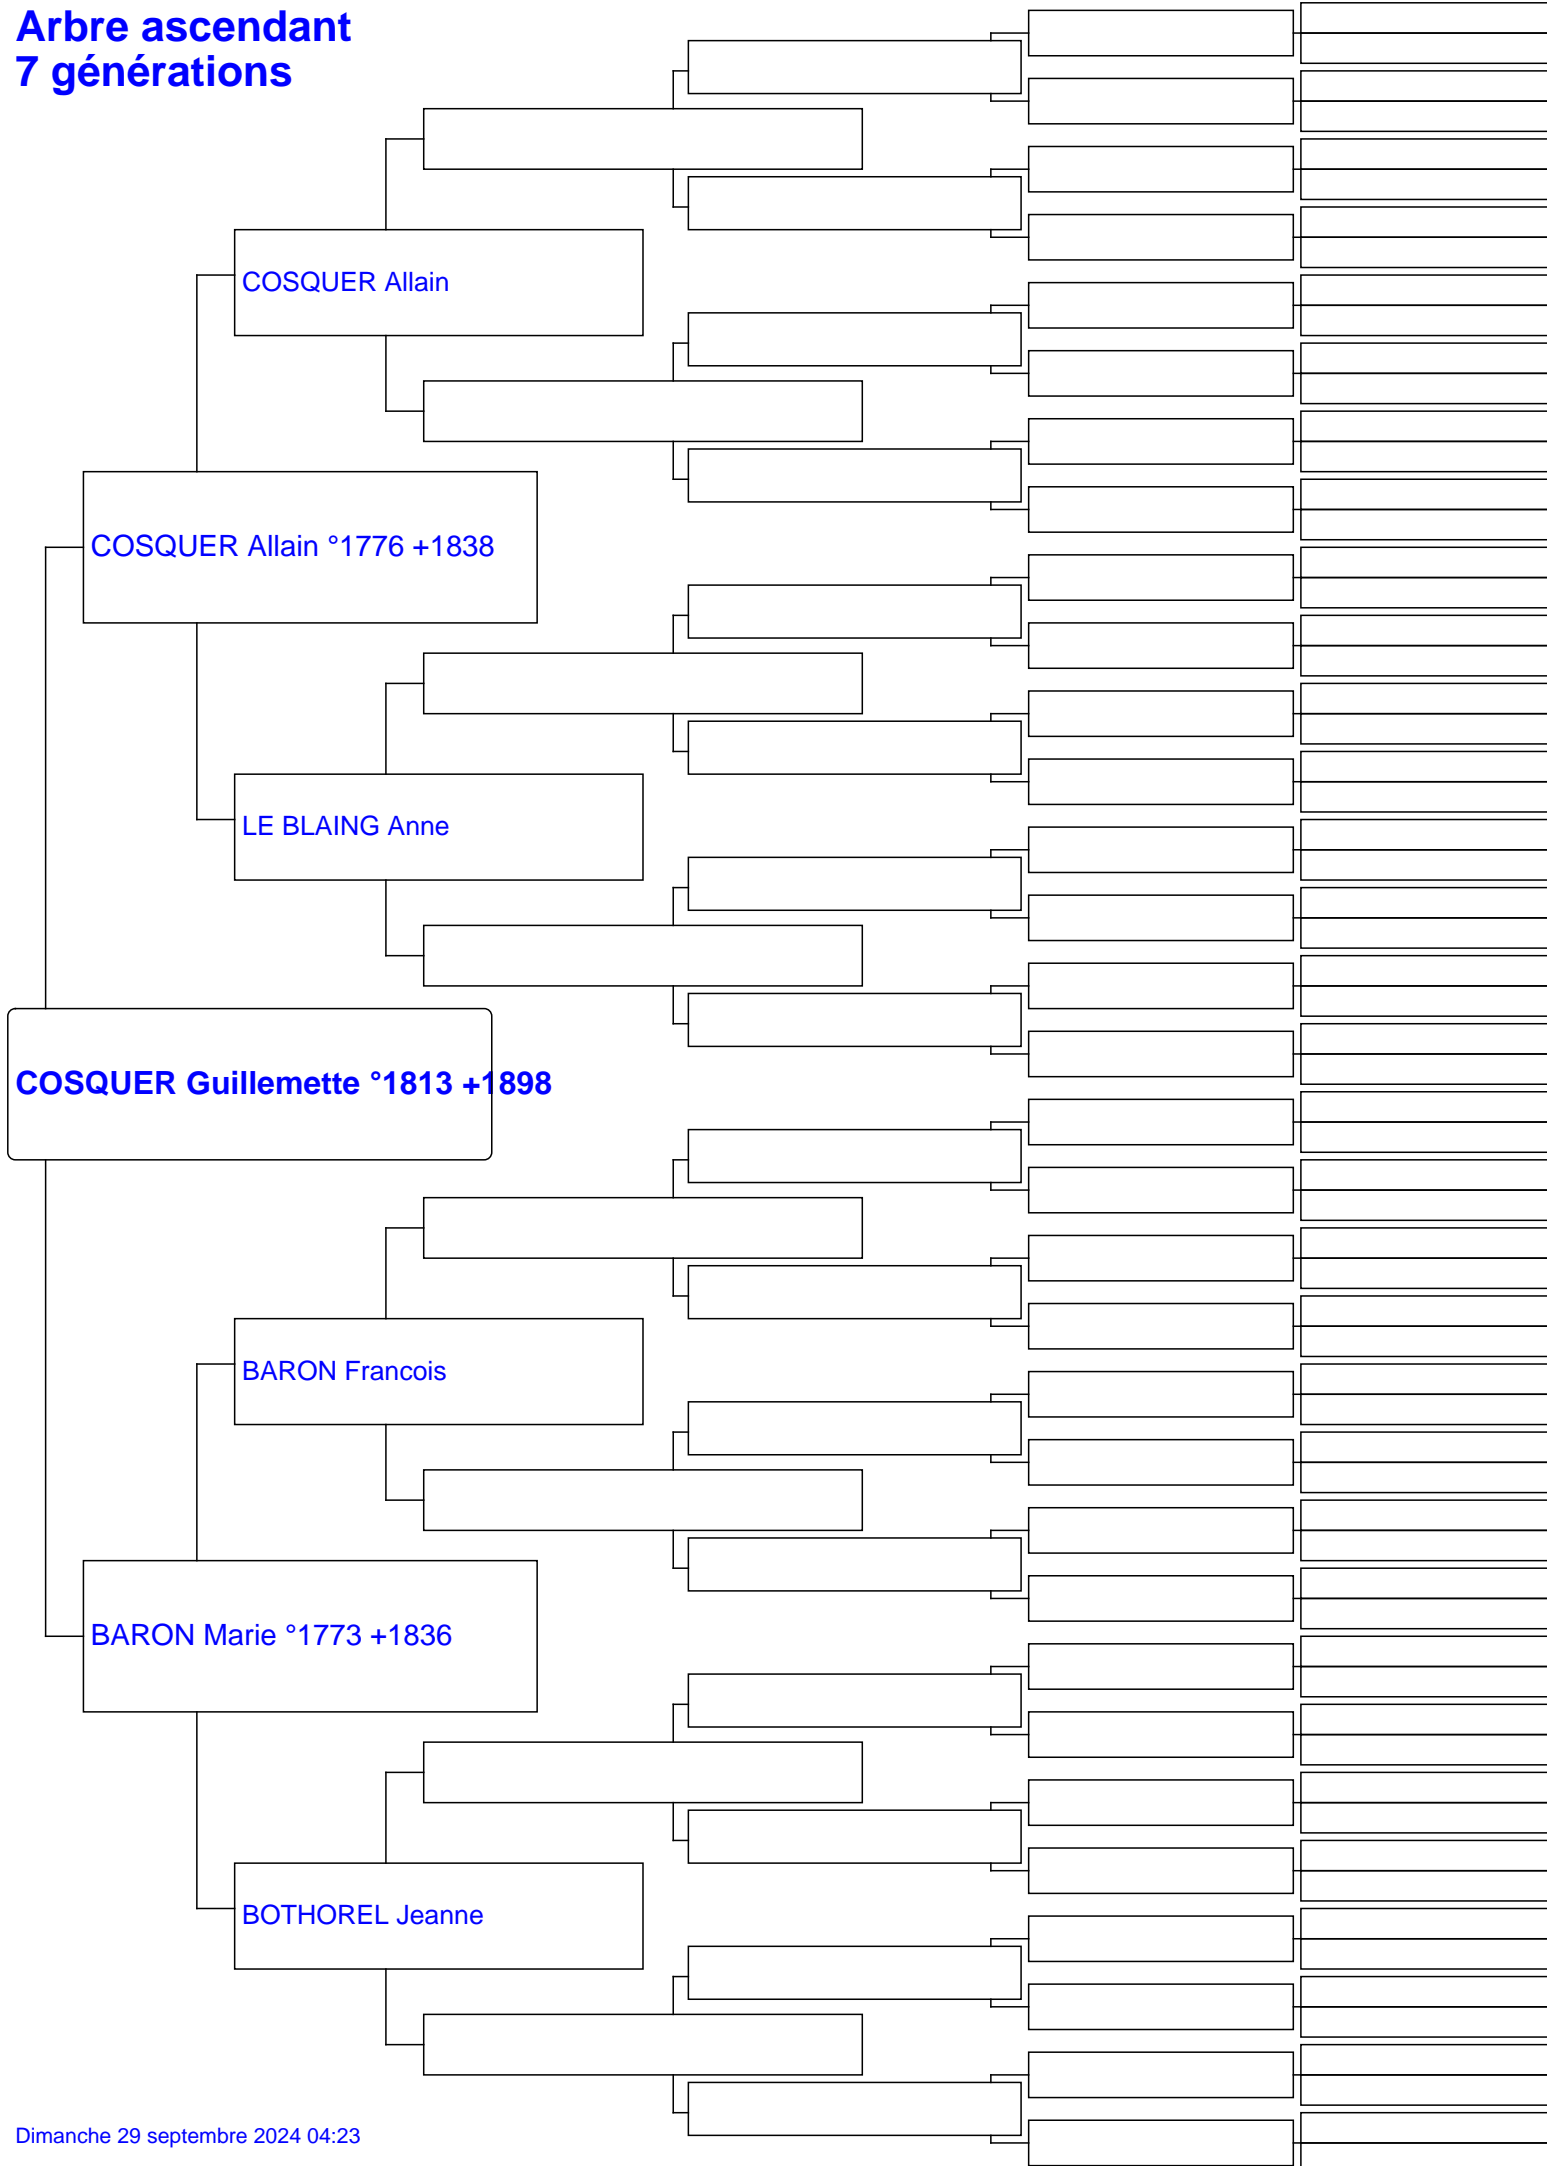 Arbre ascendant
7 générations
COSQUER Allain
COSQUER Allain °1776 +1838
LE BLAING Anne
COSQUER Guillemette °1813 +1898
BARON Francois
BARON Marie °1773 +1836
BOTHOREL Jeanne
Dimanche 29 septembre 2024 04:23